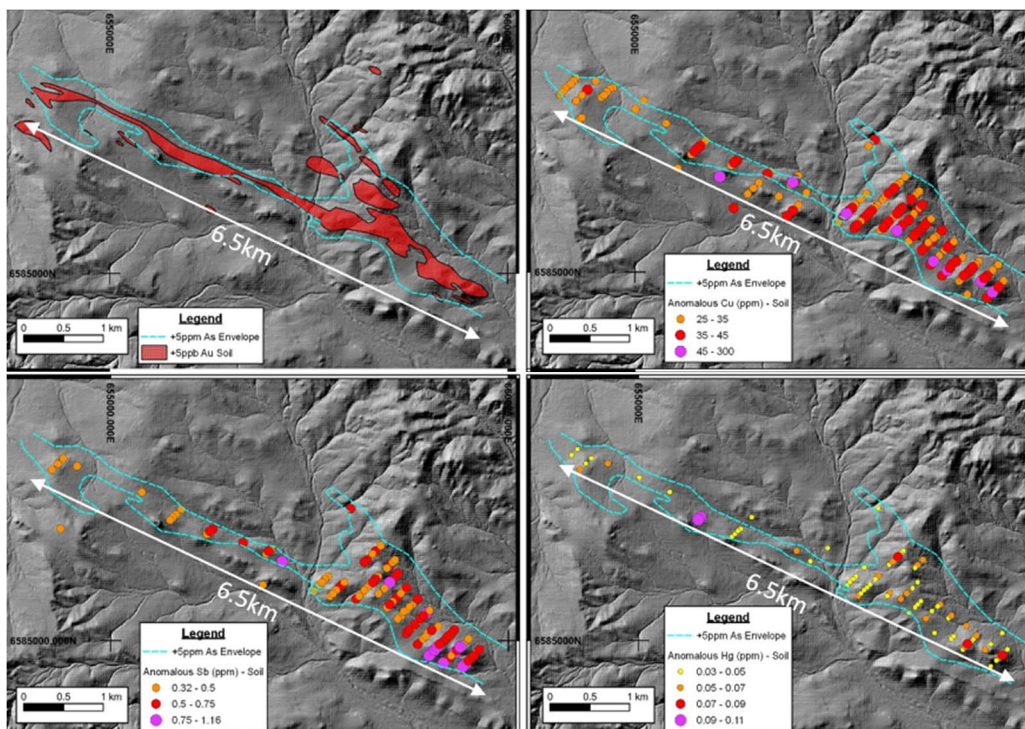 655000E
660000E
6.5km
6585000N
0 0.5 1 km
Legend
+5ppm As Envelope
+5ppb Au Soil
655000E
6.5km
6585000N
0 0.5 1 km
Legend
+5ppm As Envelope
Anomalous Cu (ppm) - Soil
25 - 35
35 - 45
45 - 300
655000.000E
6.5km
6585000.000N
0 0.5 1 km
Legend
+5ppm As Envelope
Anomalous Sb (ppm) - Soil
0.32 - 0.5
0.5 - 0.75
0.75 - 1.16
655000E
6.5km
6585000N
0 0.5 1 km
Legend
+5ppm As Envelope
Anomalous Hg (ppm) - Soil
0.03 - 0.05
0.05 - 0.07
0.07 - 0.09
0.09 - 0.11